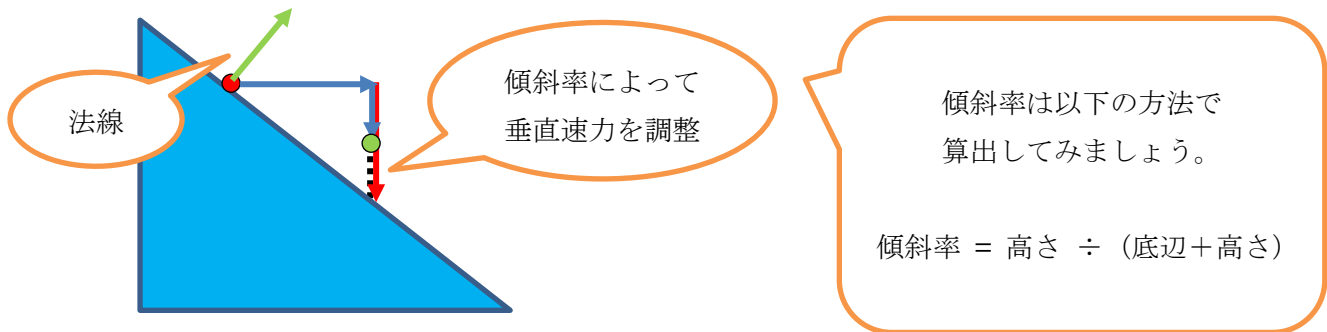 法線
傾斜率によって
垂直速力を調整
傾斜率は以下の方法で
算出してみましょう。
傾斜率 = 高さ ÷ (底辺+高さ)